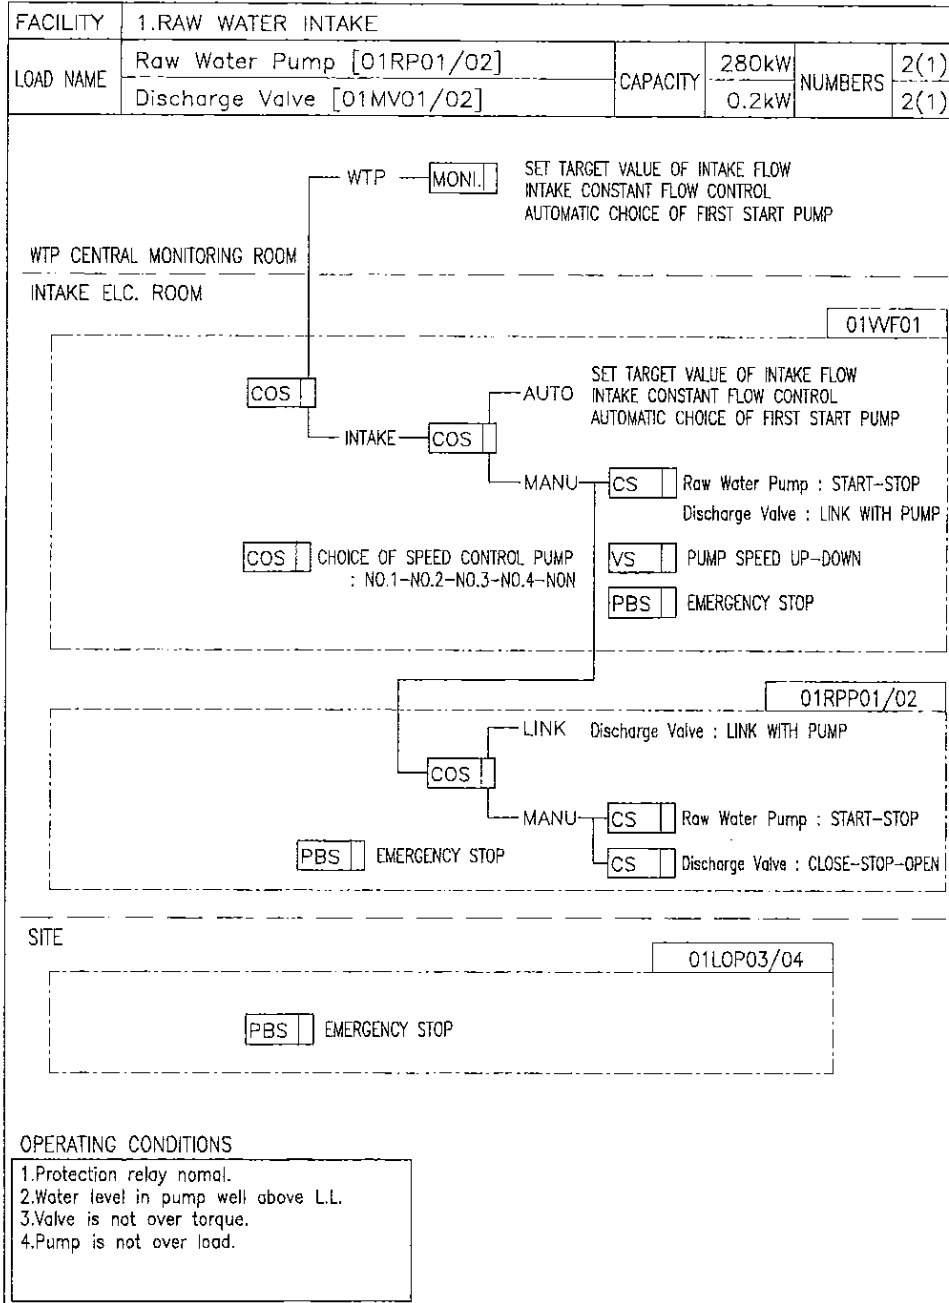 FACILITY 1.RAW WATER INTAKE
LOAD NAME Raw Water Pump [01RP01/02] CAPACITY 280kW NUMBERS 2(1)
Discharge Valve [01MV01/02] 0.2kW 2(1)
WTP MONI. SET TARGET VALUE OF INTAKE FLOW
INTAKE CONSTANT FLOW CONTROL
AUTOMATIC CHOICE OF FIRST START PUMP
WTP CENTRAL MONITORING ROOM
INTAKE ELC. ROOM
01VVF01
COS
AUTO SET TARGET VALUE OF INTAKE FLOW
INTAKE CONSTANT FLOW CONTROL
AUTOMATIC CHOICE OF FIRST START PUMP
INTAKE COS
MANU CS Raw Water Pump : START-STOP
Discharge Valve : LINK WITH PUMP
COS CHOICE OF SPEED CONTROL PUMP
: NO.1-NO.2-NO.3-NO.4-NON
VS PUMP SPEED UP-DOWN
PBS EMERGENCY STOP
01RPP01/02
LINK Discharge Valve : LINK WITH PUMP
COS
MANU CS Raw Water Pump : START-STOP
PBS EMERGENCY STOP
CS Discharge Valve : CLOSE-STOP-OPEN
SITE
01LOP03/04
PBS EMERGENCY STOP
OPERATING CONDITIONS
1.Protection relay nomal.
2.Water level in pump well above L.L.
3.Valve is not over torque.
4.Pump is not over load.